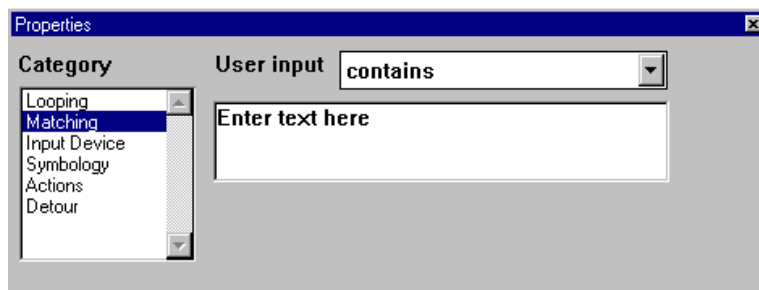 Properties
Category
Looping
Matching
Input Device
Symbology
Actions
Detour
User input
contains
Enter text here